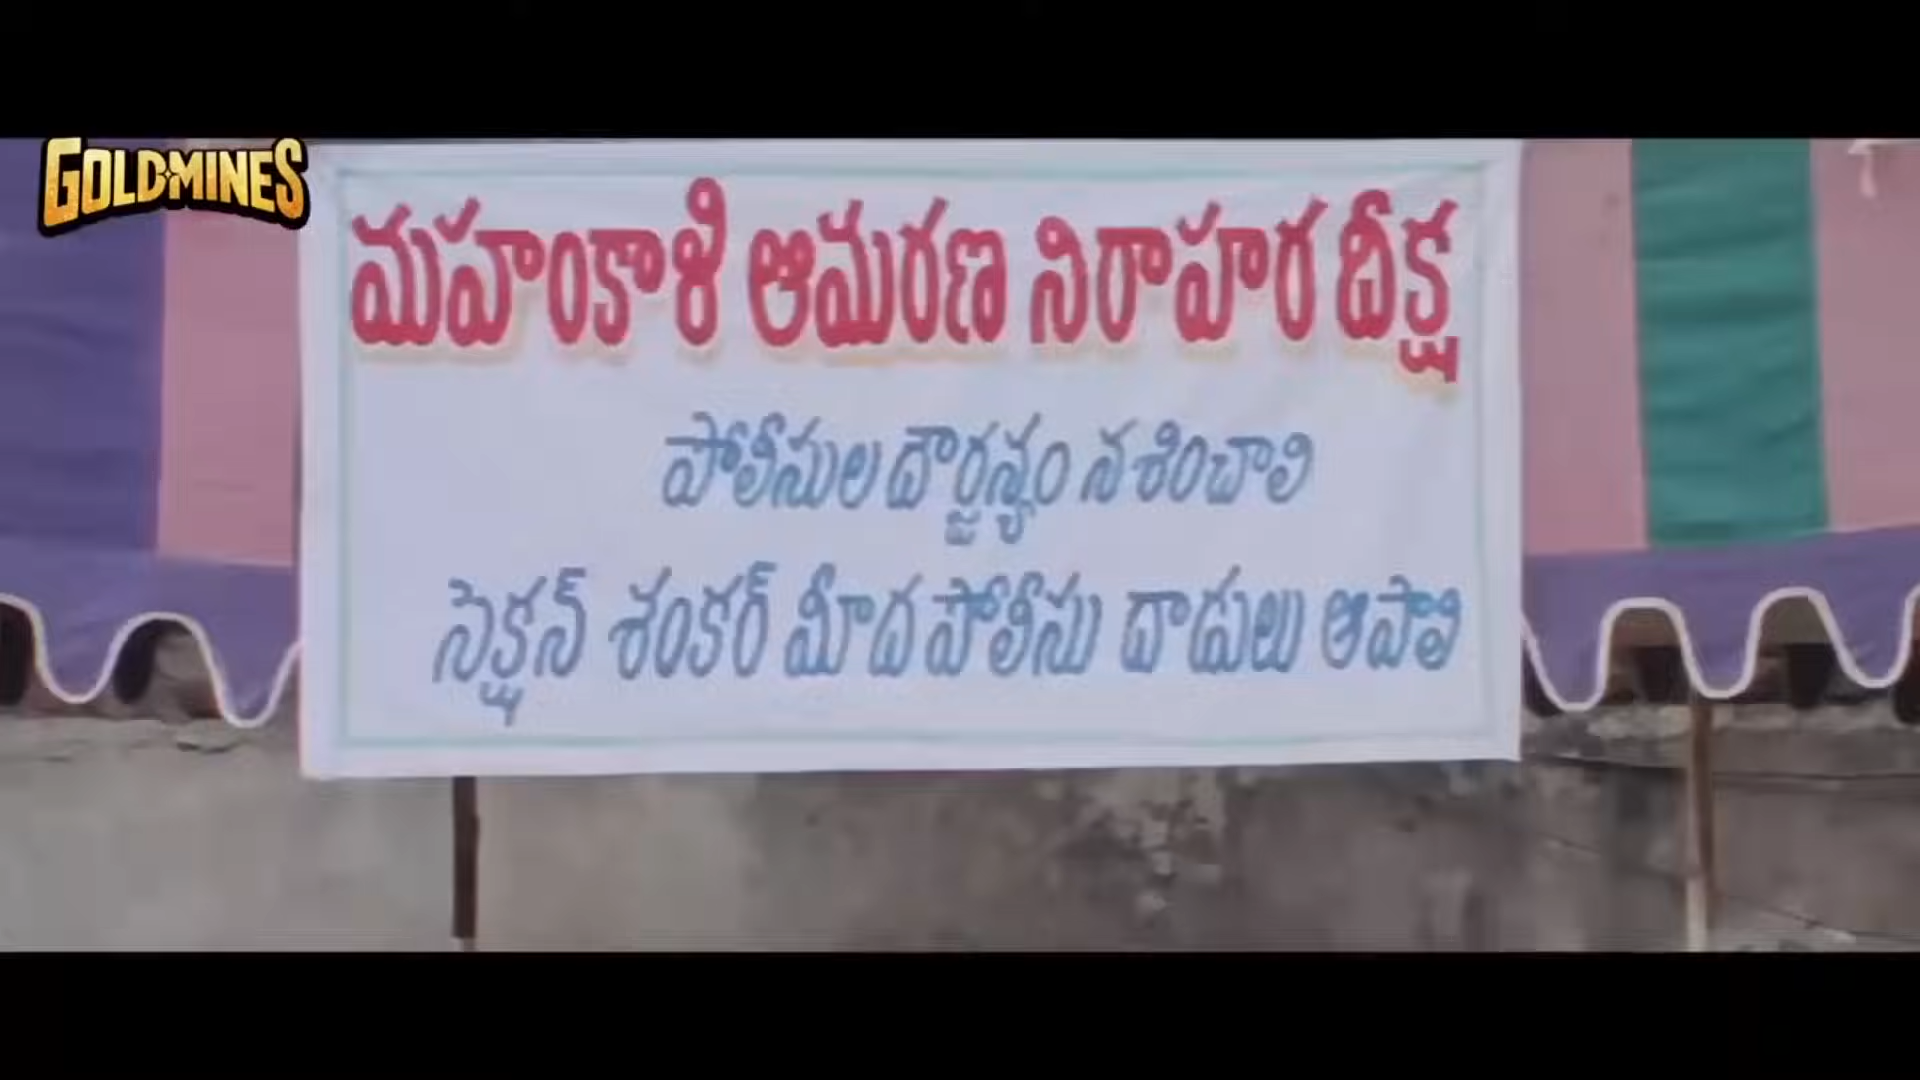 GOLDMINES
మహంకాళి ఆమరణ నిరాహార దీక్ష
పోలీసుల దౌర్జన్యం నశించాలి
సెక్షన్ శంకర్ మీద పోలీసు దాడులు ఆపాలి